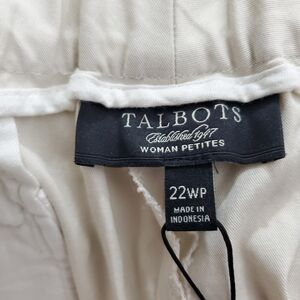 TALBOTS
Established 1947
WOMAN PETITES
22WP
MADE IN
INDONESIA